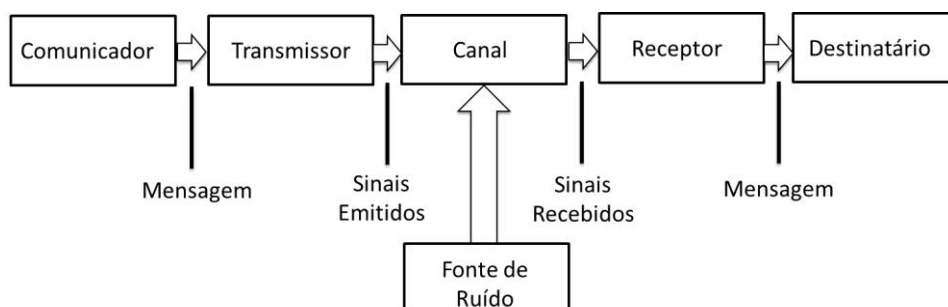 Comunicador
Transmissor
Canal
Receptor
Destinatário
Mensagem
Sinais
Emitidos
Sinais
Recebidos
Mensagem
Fonte de
Ruído